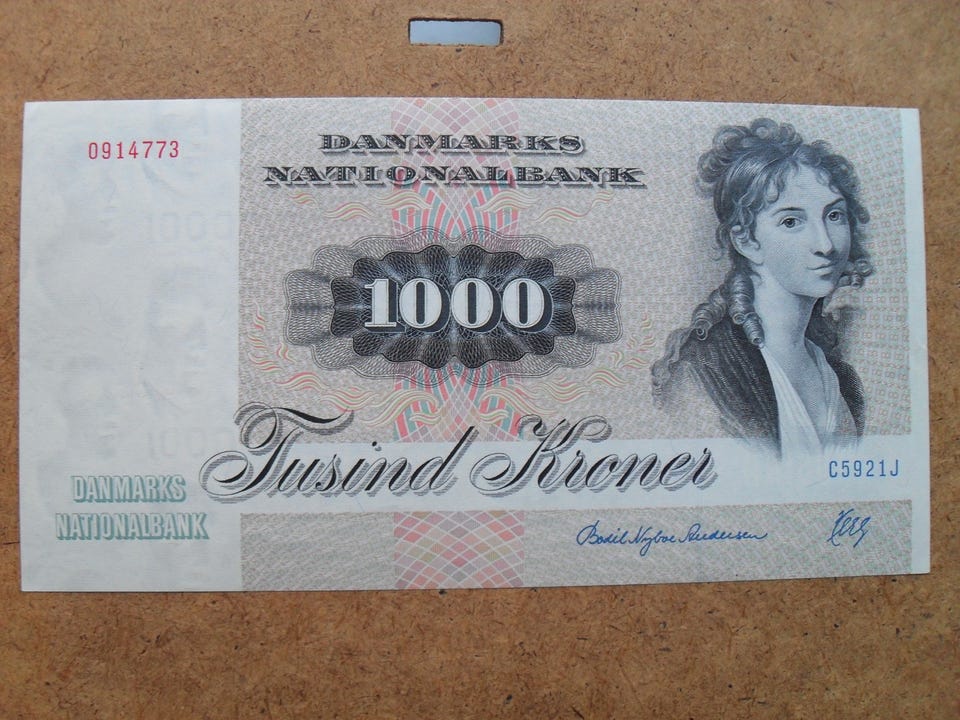 0914773
DANMARKS
NATIONALBANK
1000
Tusind Kroner
C5921J
DANMARKS
NATIONALBANK
Bodil Nyboe Andersen